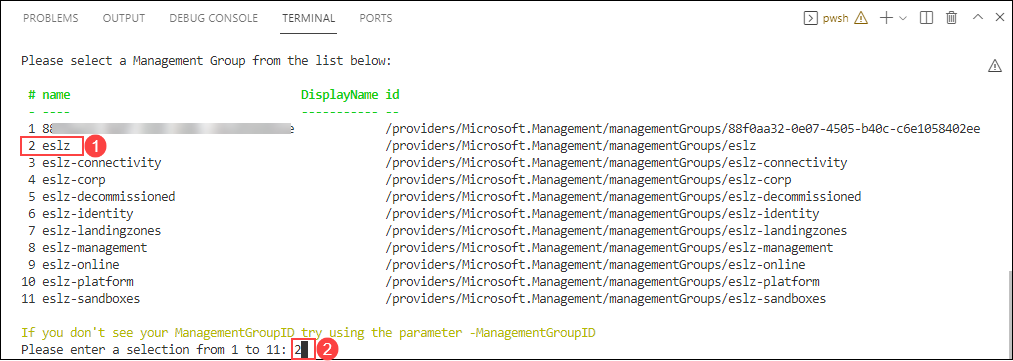 PROBLEMS OUTPUT DEBUG CONSOLE TERMINAL PORTS pwsh
Please select a Management Group from the list below:
# name DisplayName id
- ---- ----------- --
1 88 e /providers/Microsoft.Management/managementGroups/88f0aa32-0e07-4505-b40c-c6e1058402ee
2 eslz 1 /providers/Microsoft.Management/managementGroups/eslz
3 eslz-connectivity /providers/Microsoft.Management/managementGroups/eslz-connectivity
4 eslz-corp /providers/Microsoft.Management/managementGroups/eslz-corp
5 eslz-decommissioned /providers/Microsoft.Management/managementGroups/eslz-decommissioned
6 eslz-identity /providers/Microsoft.Management/managementGroups/eslz-identity
7 eslz-landingzones /providers/Microsoft.Management/managementGroups/eslz-landingzones
8 eslz-management /providers/Microsoft.Management/managementGroups/eslz-management
9 eslz-online /providers/Microsoft.Management/managementGroups/eslz-online
10 eslz-platform /providers/Microsoft.Management/managementGroups/eslz-platform
11 eslz-sandboxes /providers/Microsoft.Management/managementGroups/eslz-sandboxes
If you don't see your ManagementGroupID try using the parameter -ManagementGroupID
Please enter a selection from 1 to 11: 2 2